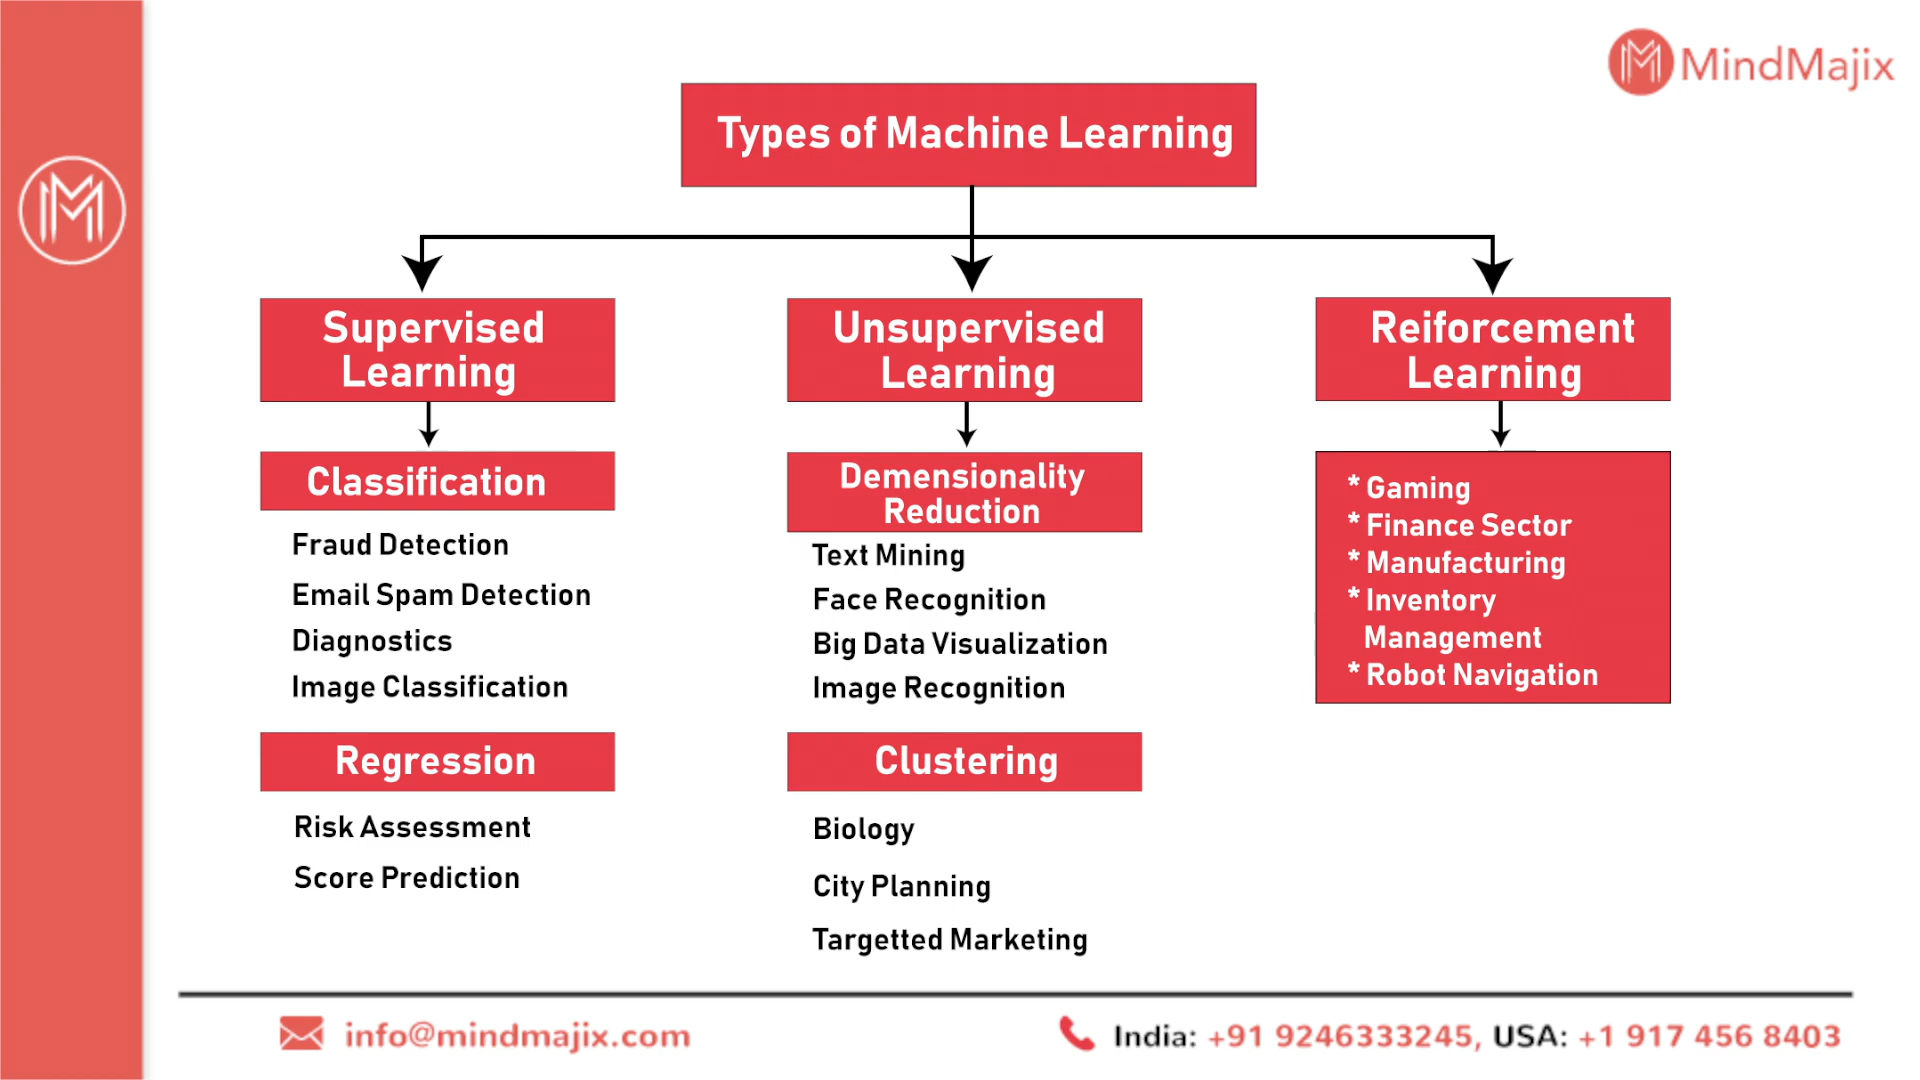 MindMajix
Types of Machine Learning
Supervised
Learning
Classification
Fraud Detection
Email Spam Detection
Diagnostics
Image Classification
Regression
Risk Assessment
Score Prediction
Unsupervised
Learning
Demensionality
Reduction
Text Mining
Face Recognition
Big Data Visualization
Image Recognition
Clustering
Biology
City Planning
Targetted Marketing
Reiforcement
Learning
* Gaming
* Finance Sector
* Manufacturing
* Inventory
Management
* Robot Navigation
info@mindmajix.com
India: +91 9246333245, USA: +1 917 456 8403